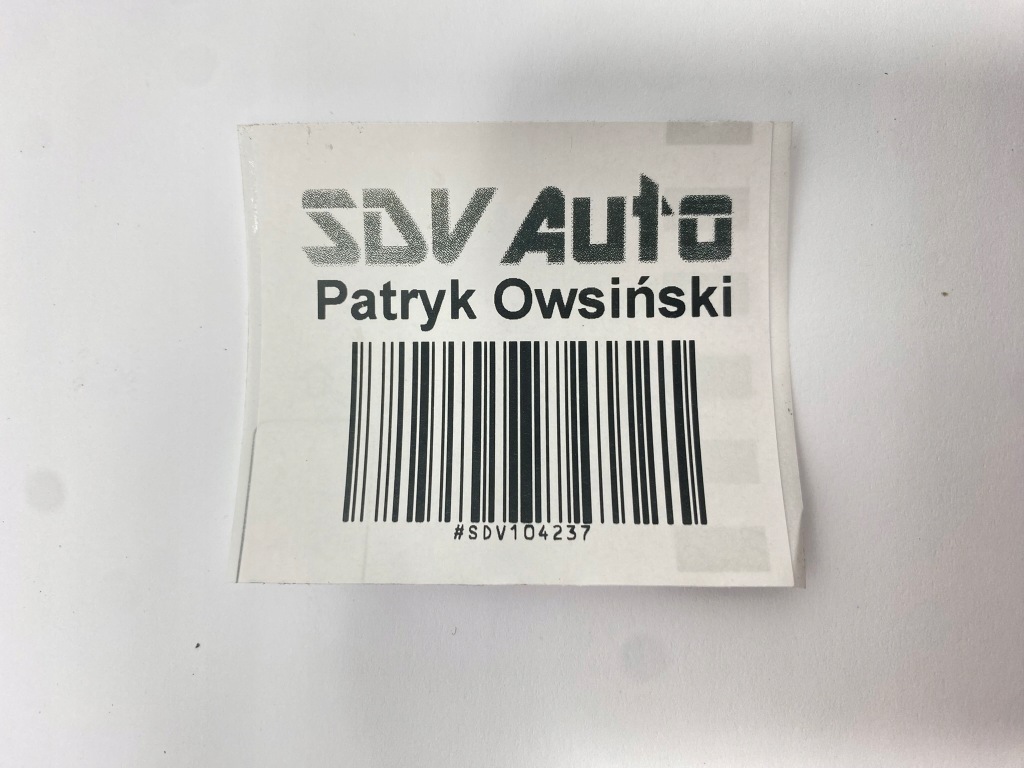 SDV Auto
Patryk Owsiński
#SDV104237